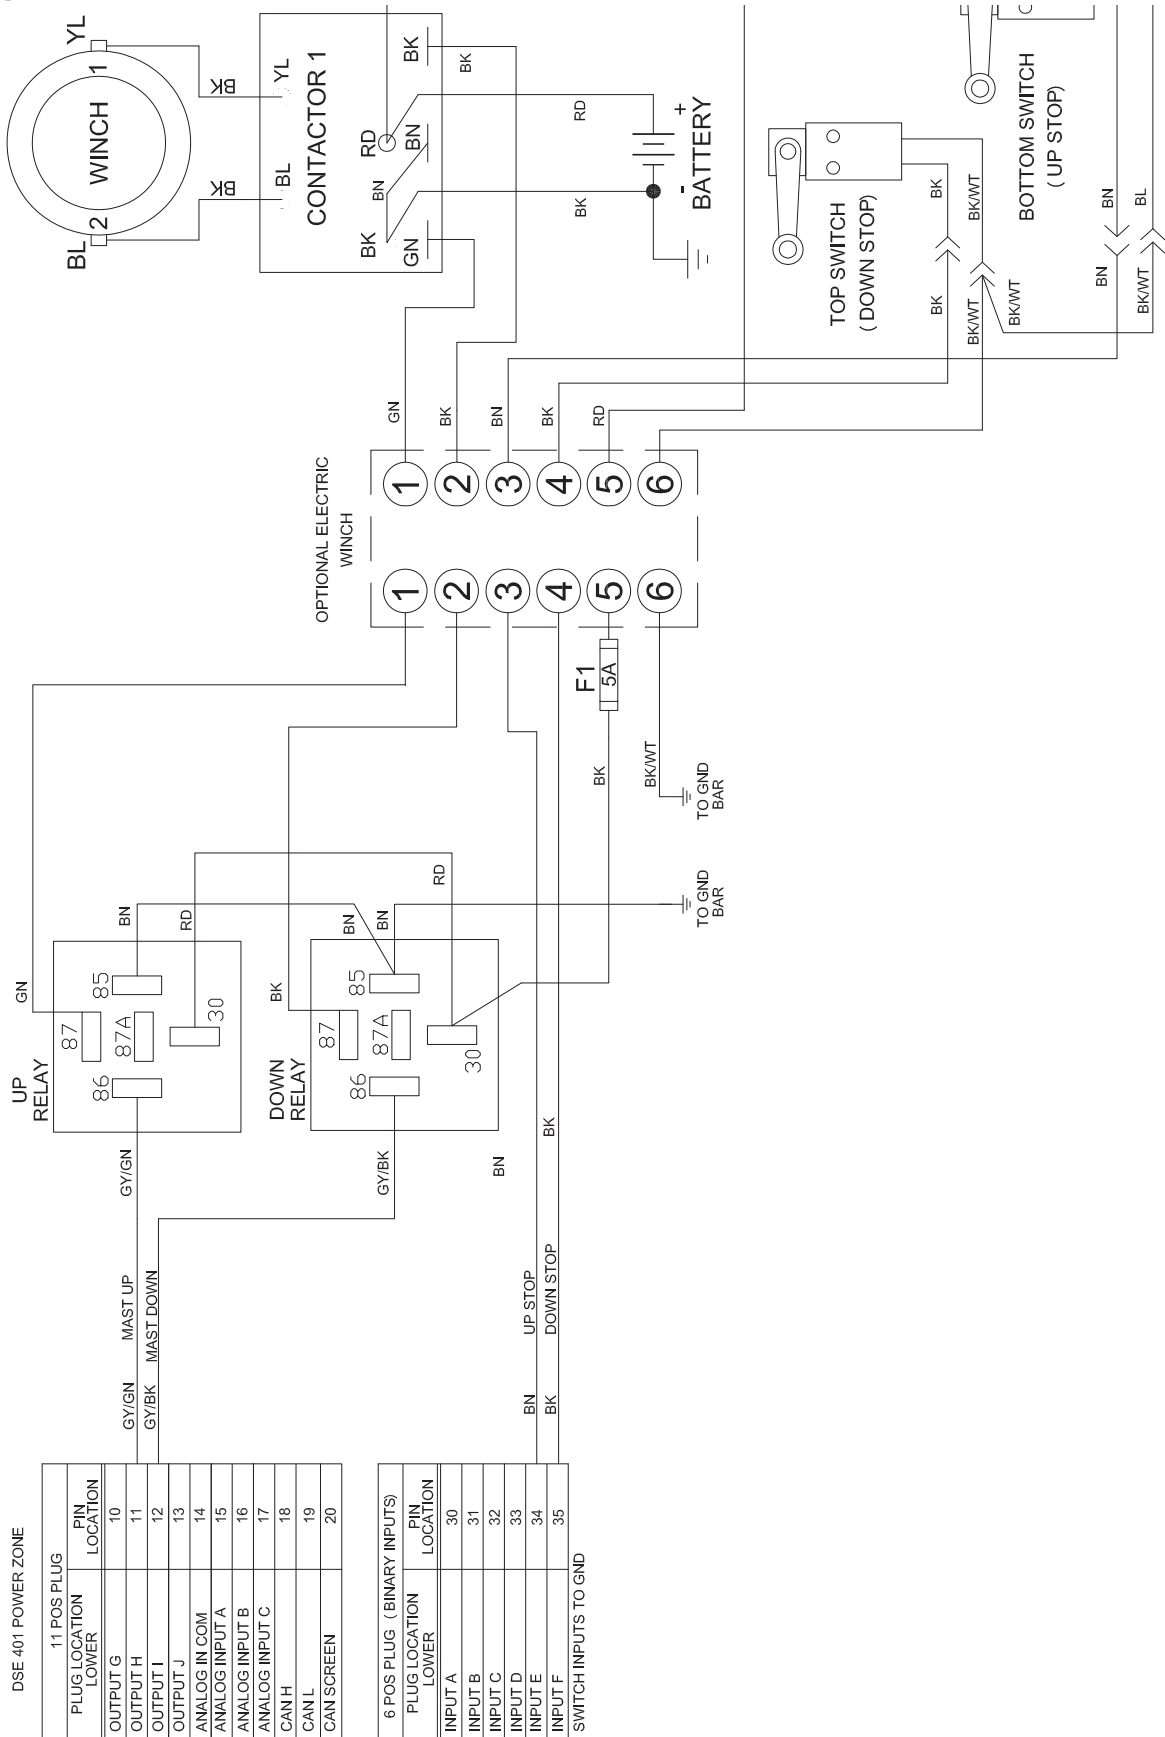 DSE 401 POWER ZONE
11 POS PLUG
PLUG LOCATION
LOWER
PIN
LOCATION
OUTPUT G 10
OUTPUT H 11
OUTPUT I 12
OUTPUT J 13
ANALOG IN COM 14
ANALOG INPUT A 15
ANALOG INPUT B 16
ANALOG INPUT C 17
CAN H 18
CAN L 19
CAN SCREEN 20
6 POS PLUG ( BINARY INPUTS)
PLUG LOCATION
LOWER
PIN
LOCATION
INPUT A 30
INPUT B 31
INPUT C 32
INPUT D 33
INPUT E 34
INPUT F 35
SWITCH INPUTS TO GND
GY/GN MAST UP GY/GN
GY/BK MAST DOWN GY/BK
BN UP STOP BN
BK DOWN STOP BK
UP
RELAY
GN
87
85
86
87A
30
BN
RD
DOWN
RELAY
BK
87
85
86
87A
30
BN
BN
RD
TO GND
BAR
BK
F1
5A
BK/WT
TO GND
BAR
OPTIONAL ELECTRIC
WINCH
1 1
2 2
3 3
4 4
5 5
6 6
GN
BK
BN
BK
RD
WINCH
BL 2
1 YL
BK
BK
BL
YL
CONTACTOR 1
BK
RD
GN
BN
BN
BK
BK
RD
BK
+
-
BATTERY
TOP SWITCH
( DOWN STOP)
BK
BK/WT
BK
BK/WT
BK/WT
BOTTOM SWITCH
( UP STOP)
BN
BL
BN
BK/WT